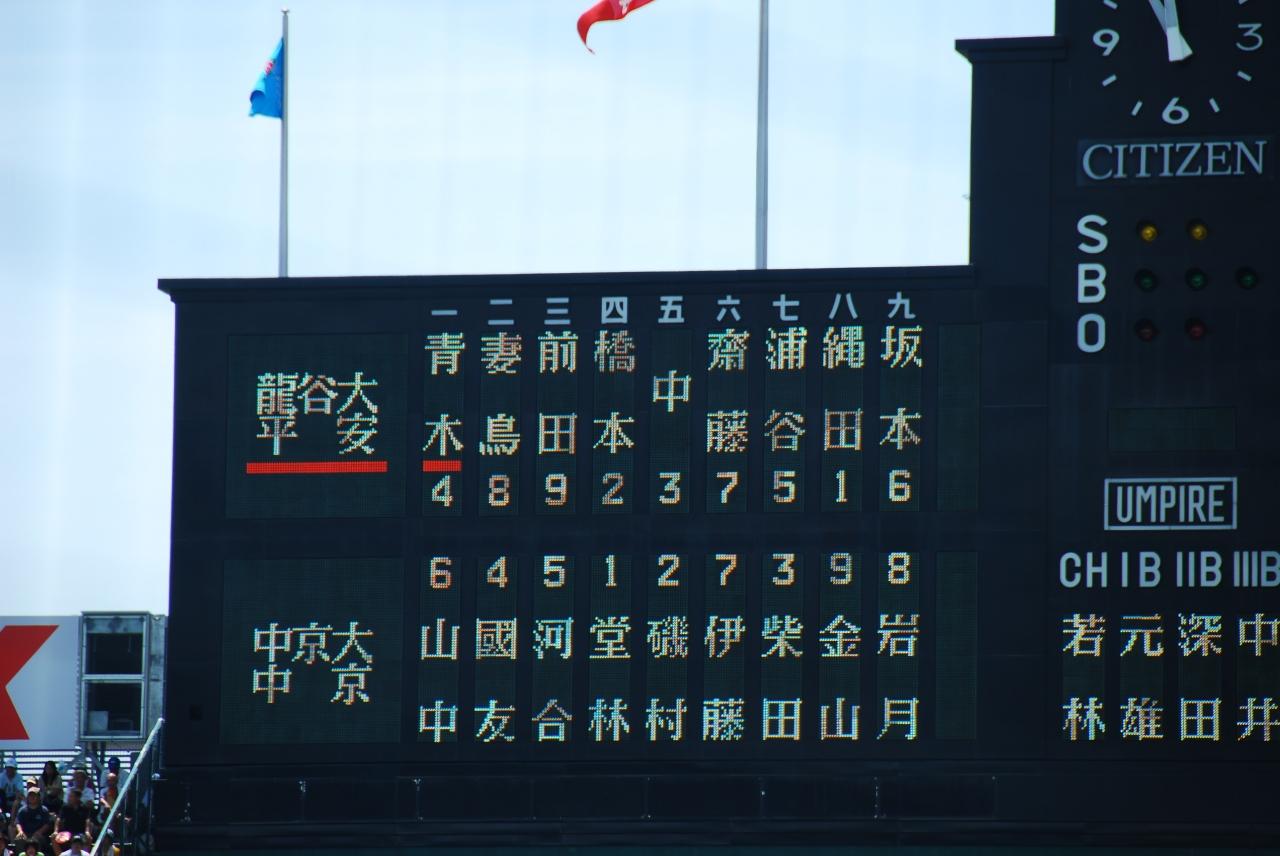 9 3
6
CITIZEN
S
B
O
一 二 三 四 五 六 七 八 九
龍谷大平安
青木 妻鳥 前田 橋本 中 齋藤 浦谷 縄田 坂本
4 8 9 2 3 7 5 1 6
6 4 5 1 2 7 3 9 8
中京大中京
山中 國友 河合 堂林 磯村 伊藤 柴田 金山 岩月
UMPIRE
CH IB IIB IIIB
若林 元雄 深田 中井